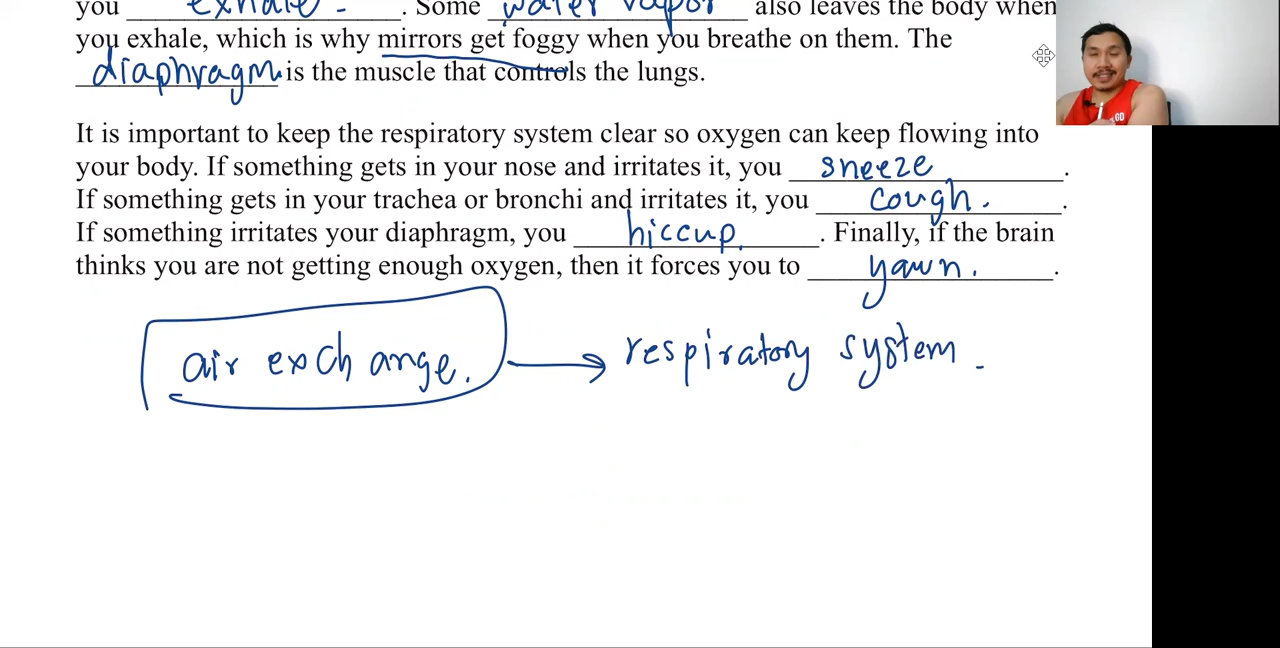 you exhale. Some water vapor also leaves the body when
you exhale, which is why mirrors get foggy when you breathe on them. The
diaphragm. is the muscle that controls the lungs.
It is important to keep the respiratory system clear so oxygen can keep flowing into
your body. If something gets in your nose and irritates it, you sneeze.
If something gets in your trachea or bronchi and irritates it, you cough. .
If something irritates your diaphragm, you hiccup. . Finally, if the brain
thinks you are not getting enough oxygen, then it forces you to yawn. .
air exchange. → respiratory system.
GD